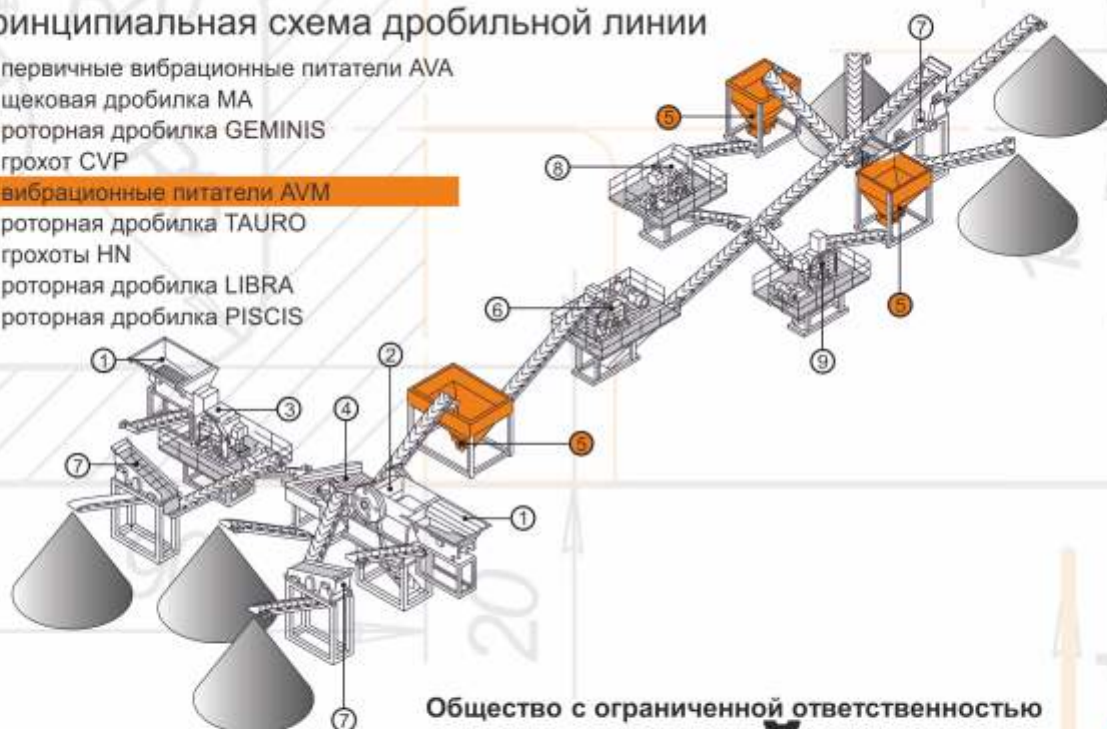 ринципиальная схема дробильной линии
первичные вибрационные питатели AVA
щековая дробилка MA
роторная дробилка GEMINIS
грохот CVP
вибрационные питатели AVM
роторная дробилка TAURO
грохоты HN
роторная дробилка LIBRA
роторная дробилка PISCIS
7
5
8
5
6
9
1
2
3
4
5
7
1
7
20
Общество с ограниченной ответственностью